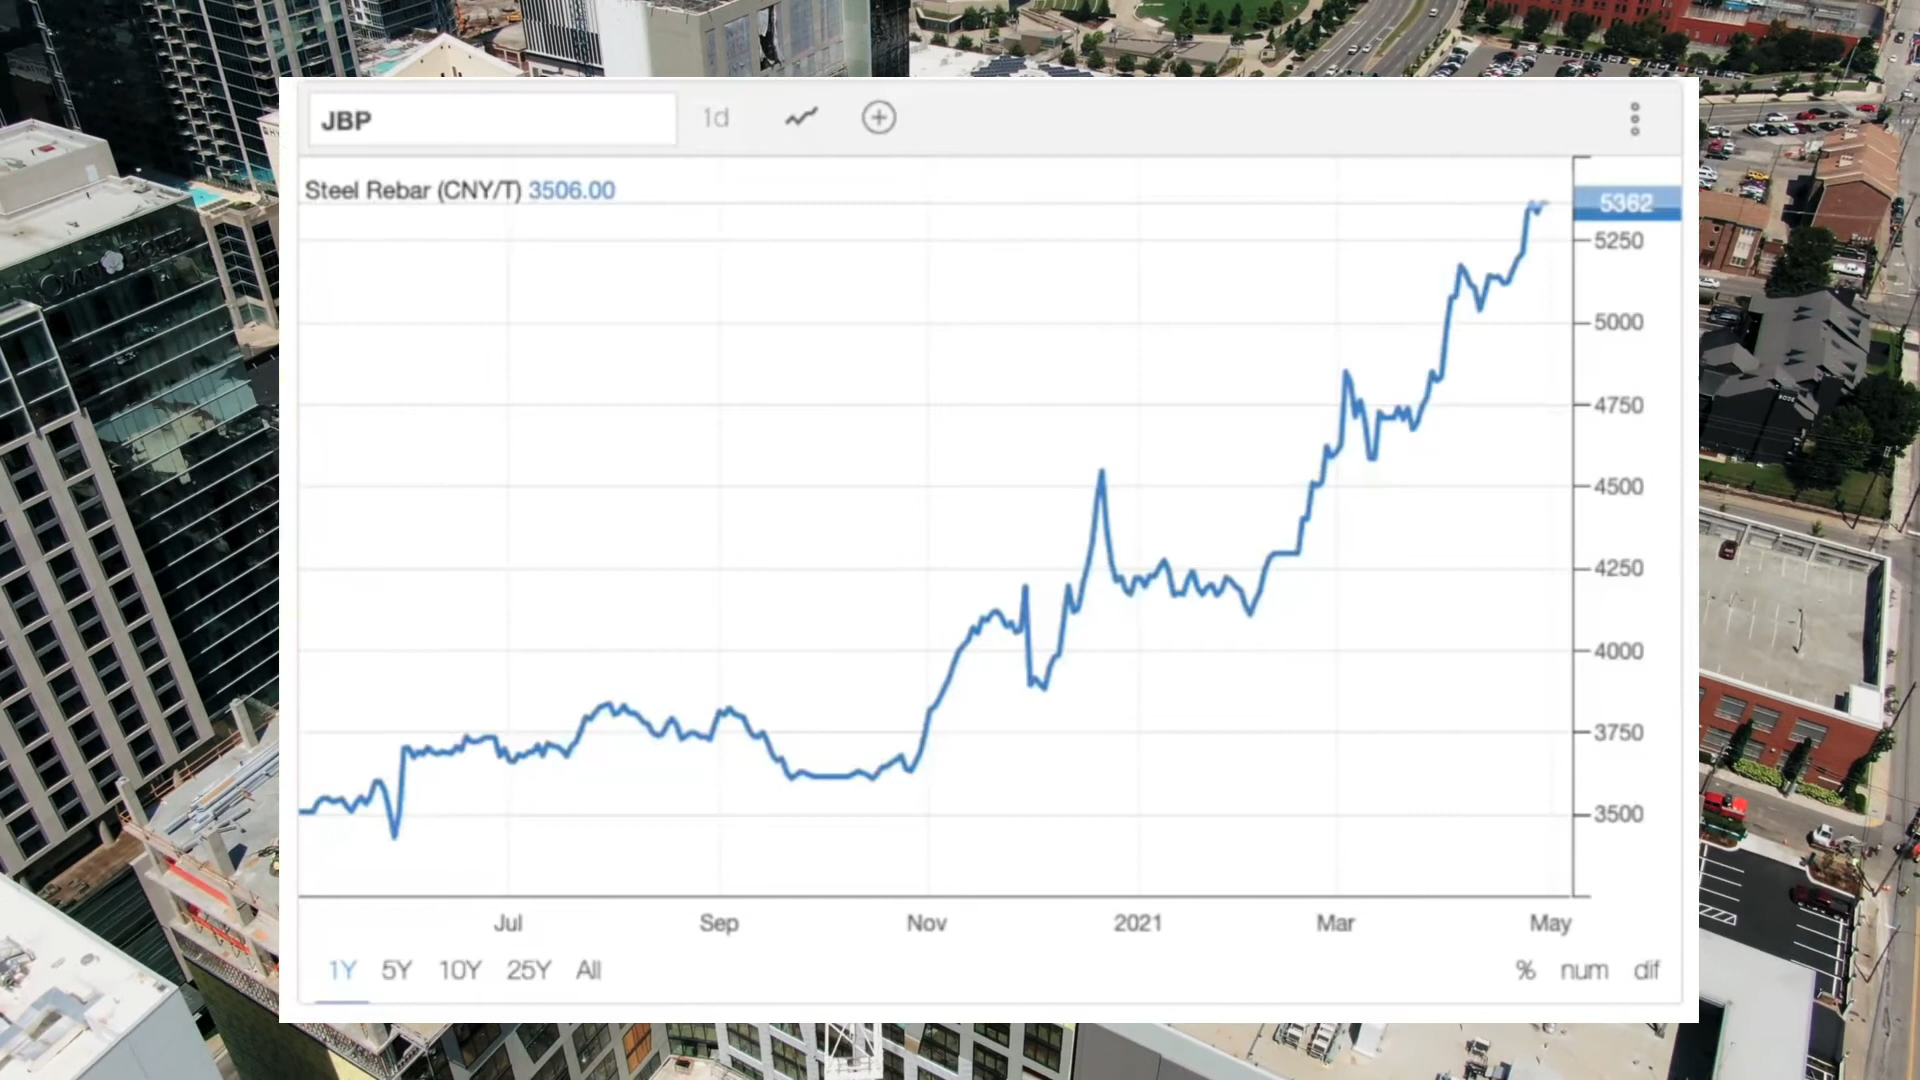 JBP 1d
Steel Rebar (CNY/T) 3506.00
5362
5250
5000
4750
4500
4250
4000
3750
3500
Jul Sep Nov 2021 Mar May
1Y 5Y 10Y 25Y All % num dif